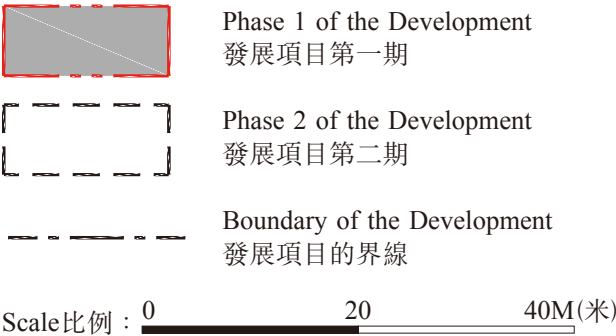 Phase 1 of the Development
發展項目第一期
Phase 2 of the Development
發展項目第二期
Boundary of the Development
發展項目的界線
Scale比例：0 20 40M(米)